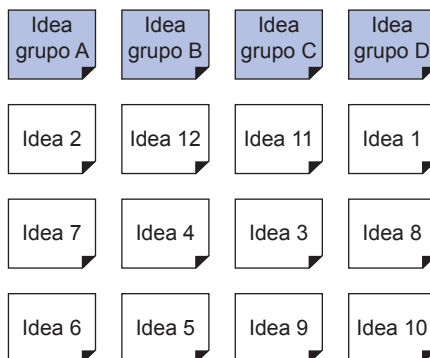 Idea
grupo A
Idea
grupo B
Idea
grupo C
Idea
grupo D
Idea 2
Idea 12
Idea 11
Idea 1
Idea 7
Idea 4
Idea 3
Idea 8
Idea 6
Idea 5
Idea 9
Idea 10